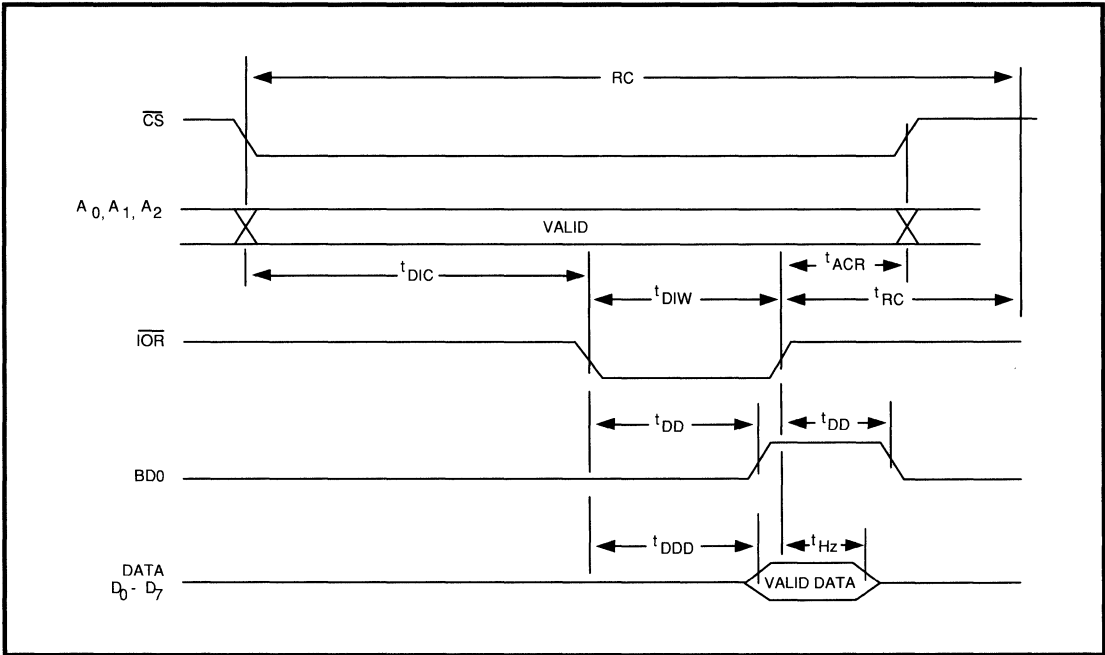 RC
CS
A0, A1, A2
VALID
tDIC
tACR
tDIW
tRC
IOR
tDD
tDD
BD0
tDDD
tHz
DATA
D0 - D7
VALID DATA